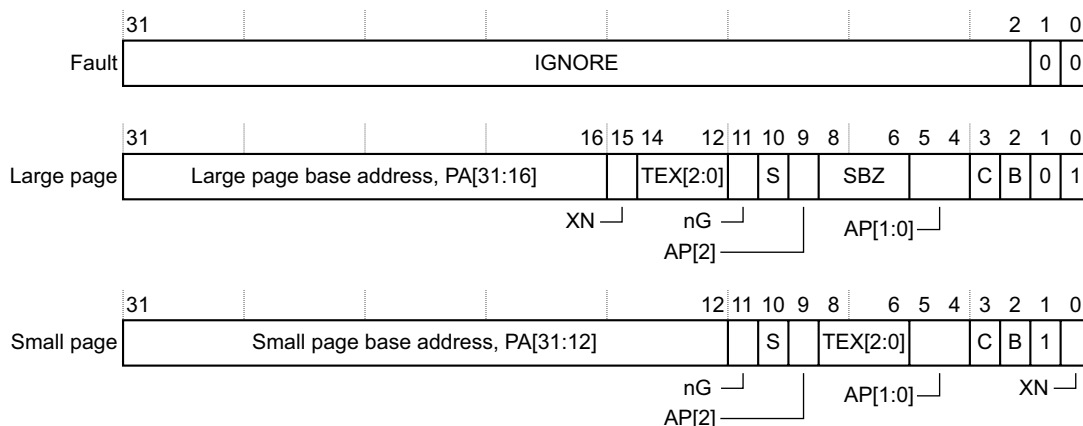 31 2 1 0
Fault IGNORE 0 0
31 16 15 14 12 11 10 9 8 6 5 4 3 2 1 0
Large page Large page base address, PA[31:16] TEX[2:0] S SBZ C B 0 1
XN nG AP[1:0]
AP[2]
31 12 11 10 9 8 6 5 4 3 2 1 0
Small page Small page base address, PA[31:12] S TEX[2:0] C B 1
nG AP[1:0] XN
AP[2]